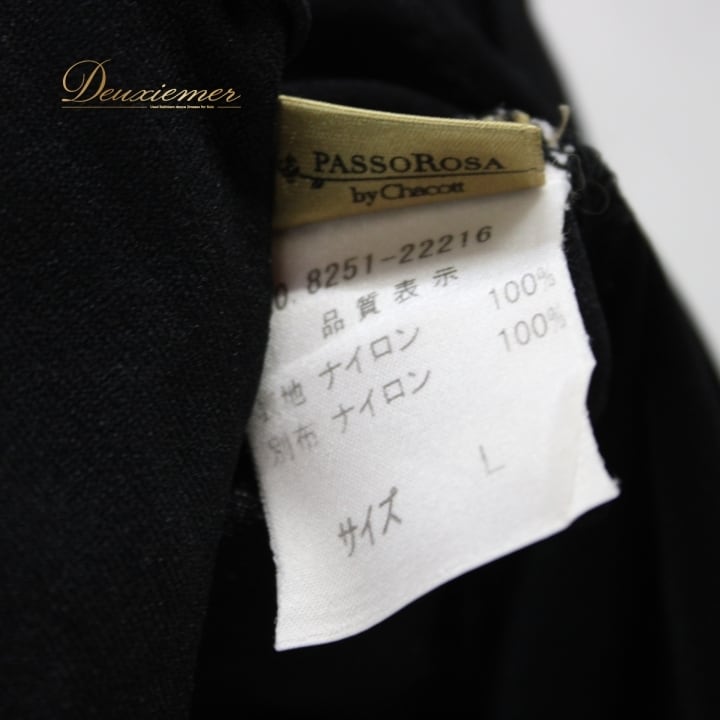 Deuxiemer
PASSOROSA
by Chacott
0. 8251-22216
品質表示
地 ナイロン 100%
別布 ナイロン 100%
サイズ L